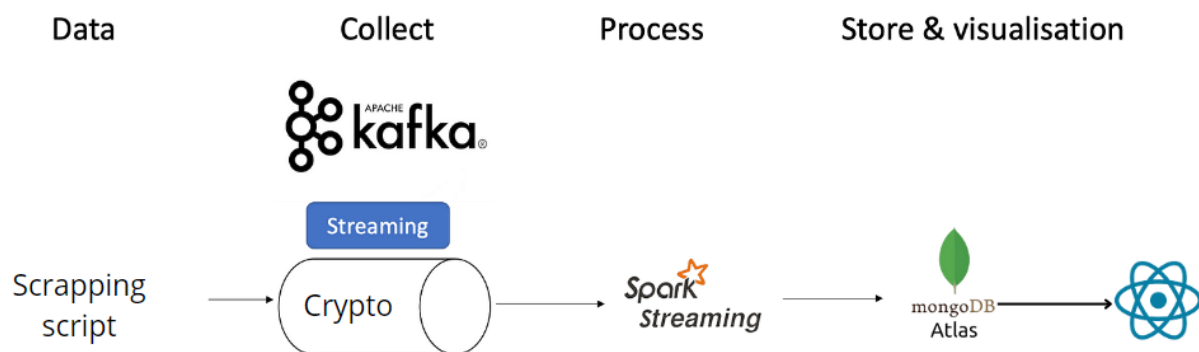 Data
Collect
Process
Store & visualisation
APACHE
kafka®
Streaming
Scrapping
script
Crypto
Spark
Streaming
mongoDB
Atlas